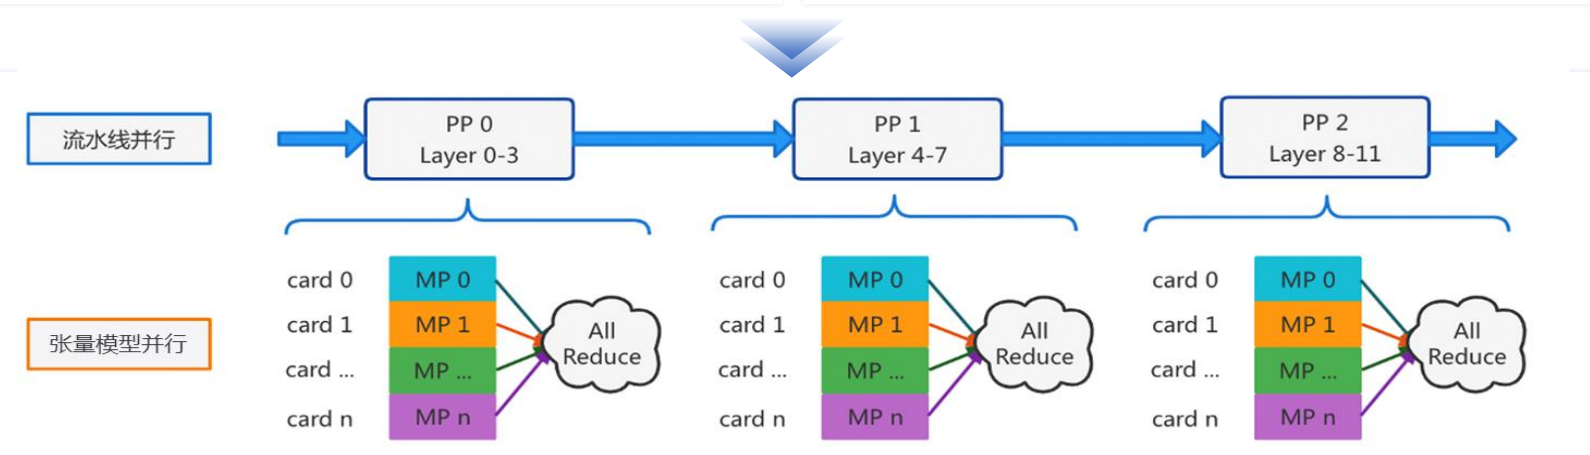 流水线并行
PP 0
Layer 0-3
PP 1
Layer 4-7
PP 2
Layer 8-11
张量模型并行
card 0
MP 0
card 1
MP 1
card ...
MP ...
card n
MP n
All
Reduce
card 0
MP 0
card 1
MP 1
card ...
MP ...
card n
MP n
All
Reduce
card 0
MP 0
card 1
MP 1
card ...
MP ...
card n
MP n
All
Reduce